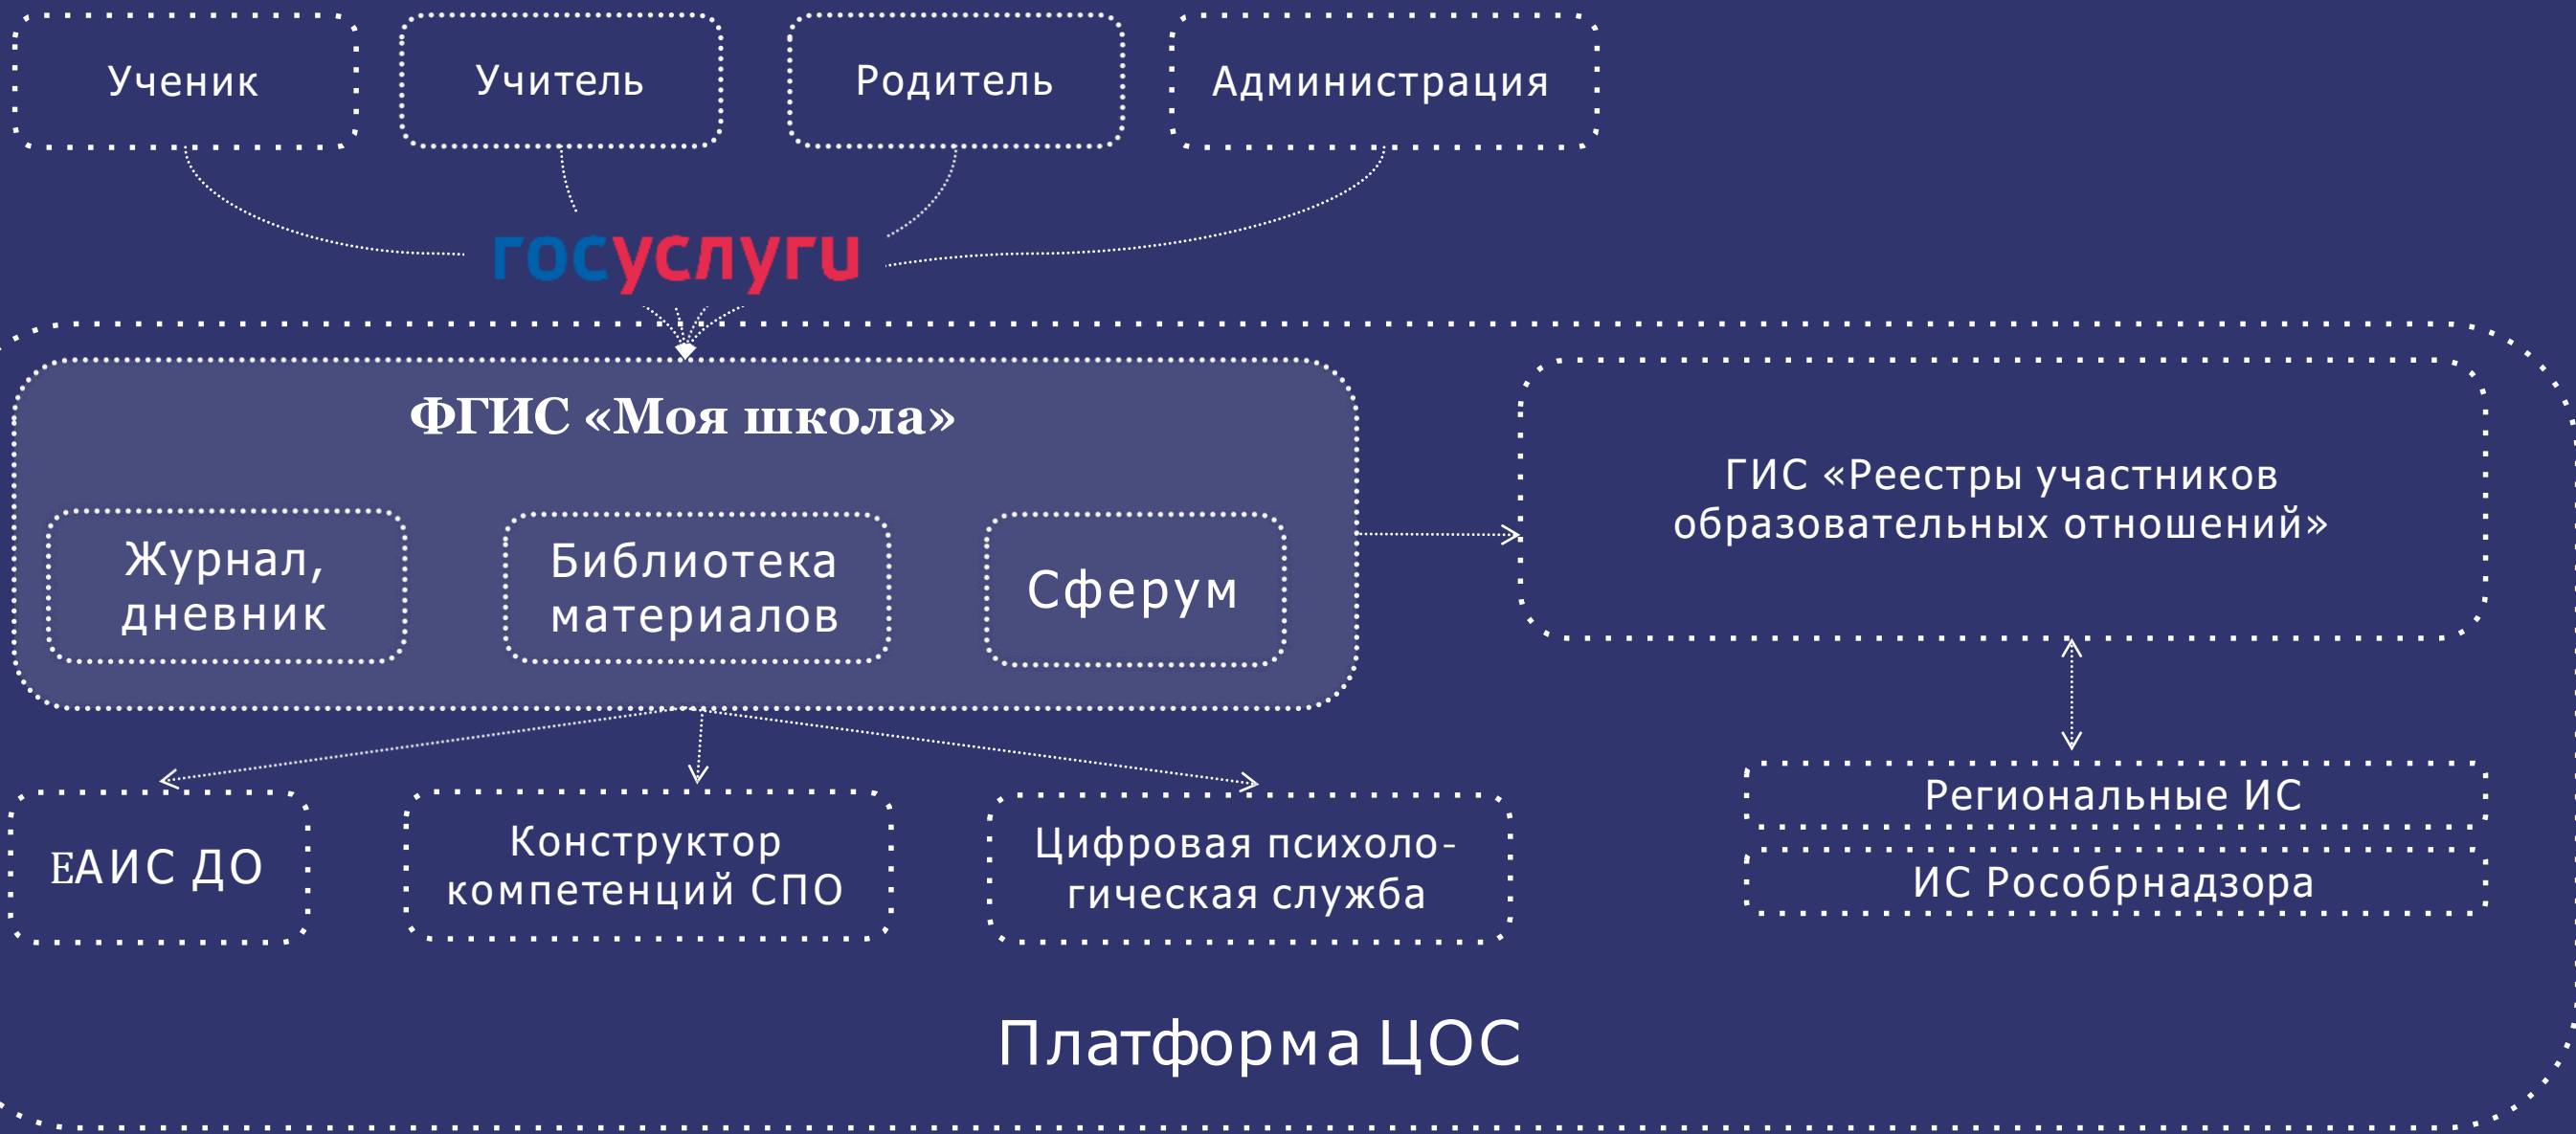 Ученик
Учитель
Родитель
Администрация
госуслуги
ФГИС «Моя школа»
Журнал,
дневник
Библиотека
материалов
Сферум
ГИС «Реестры участников
образовательных отношений»
ЕАИС ДО
Конструктор
компетенций СПО
Цифровая психоло-
гическая служба
Региональные ИС
ИС Рособрнадзора
Платформа ЦОС